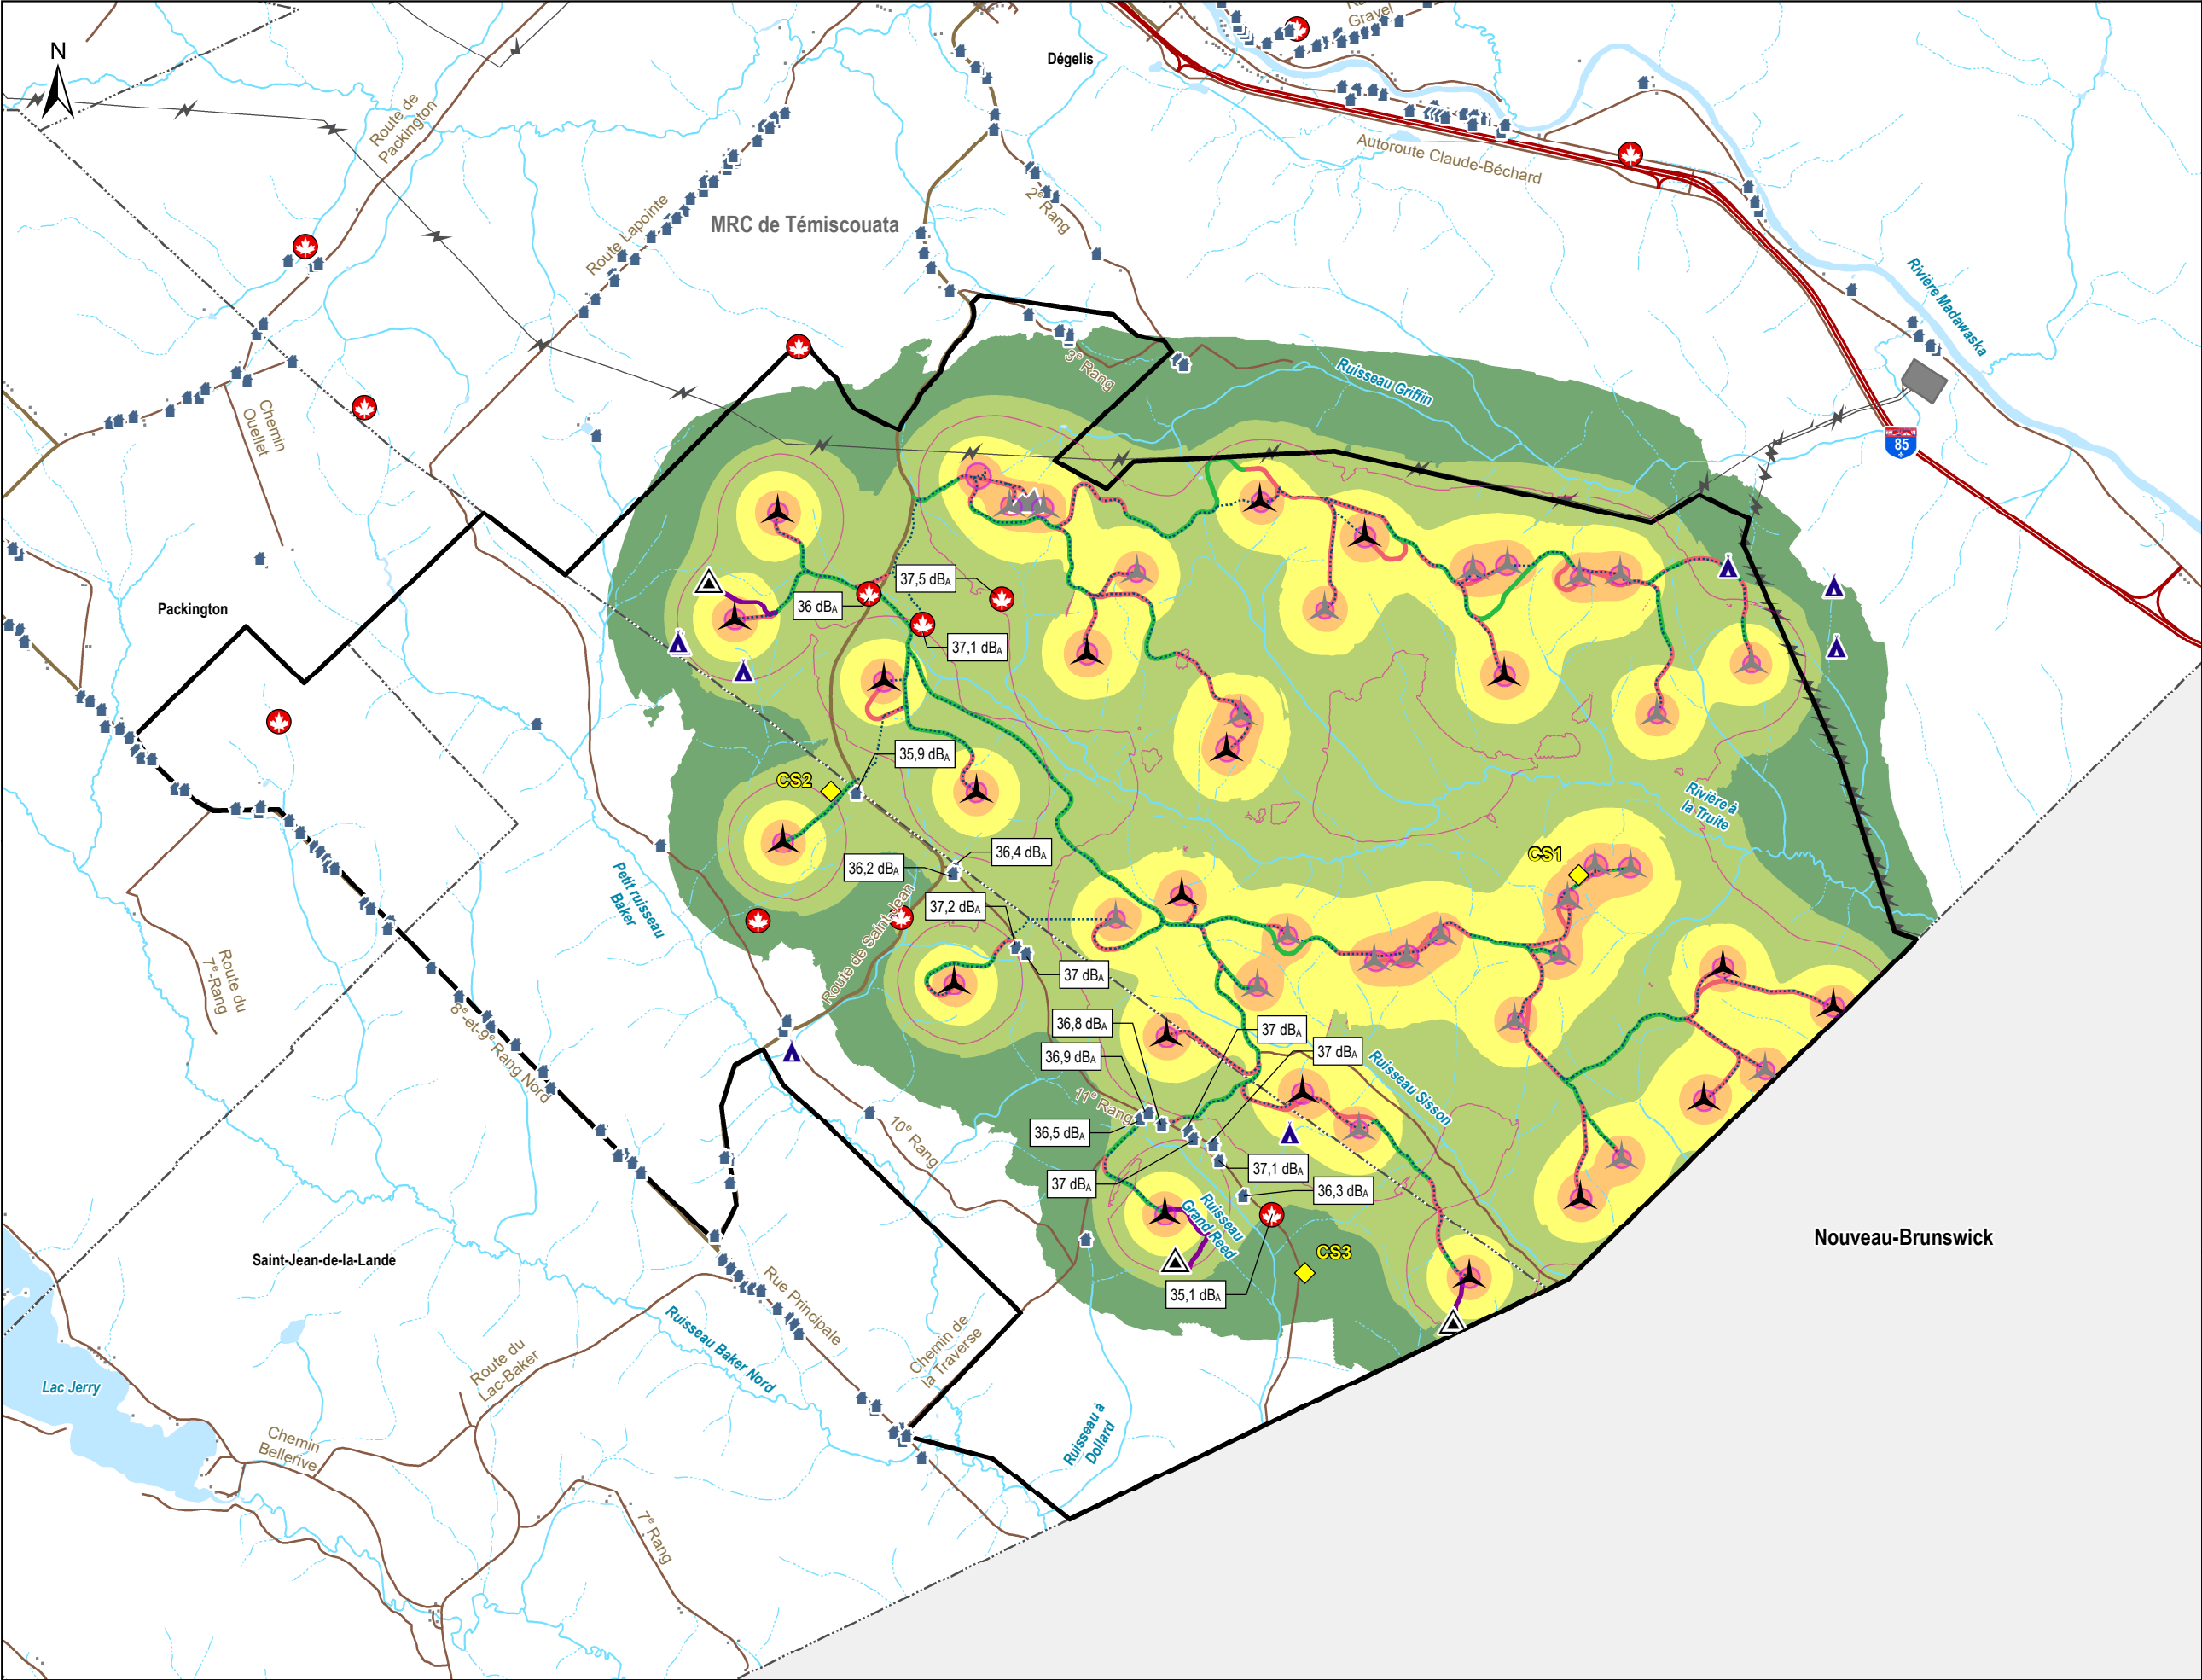 N
Dégelis
Gravel
Route de
Packington
Autoroute Claude-Béchard
2e Rang
Route Lapointe
MRC de Témiscouata
Rivière Madawaska
3e Rang
Ruisseau Griffin
Chemin
Ouellet
85
37,5 dBA
36 dBA
Packington
37,1 dBA
35,9 dBA
CS2
Rivière à
la Truite
36,4 dBA
CS1
36,2 dBA
Petit ruisseau
Baker
37,2 dBA
Route de Saint-Jean
Route du
7e-Rang
37 dBA
36,8 dBA
37 dBA
8e-et-9e Rang Nord
36,9 dBA
37 dBA
Ruisseau Sisson
11e Rang
10e Rang
36,5 dBA
37,1 dBA
37 dBA
36,3 dBA
Ruisseau
Grand Reed
Nouveau-Brunswick
CS3
Saint-Jean-de-la-Lande
35,1 dBA
Rue Principale
Ruisseau Baker Nord
Chemin de
la Traverse
Route du
Lac-Baker
Lac Jerry
Ruisseau à
Dollard
Chemin
Bellerive
7e Rang